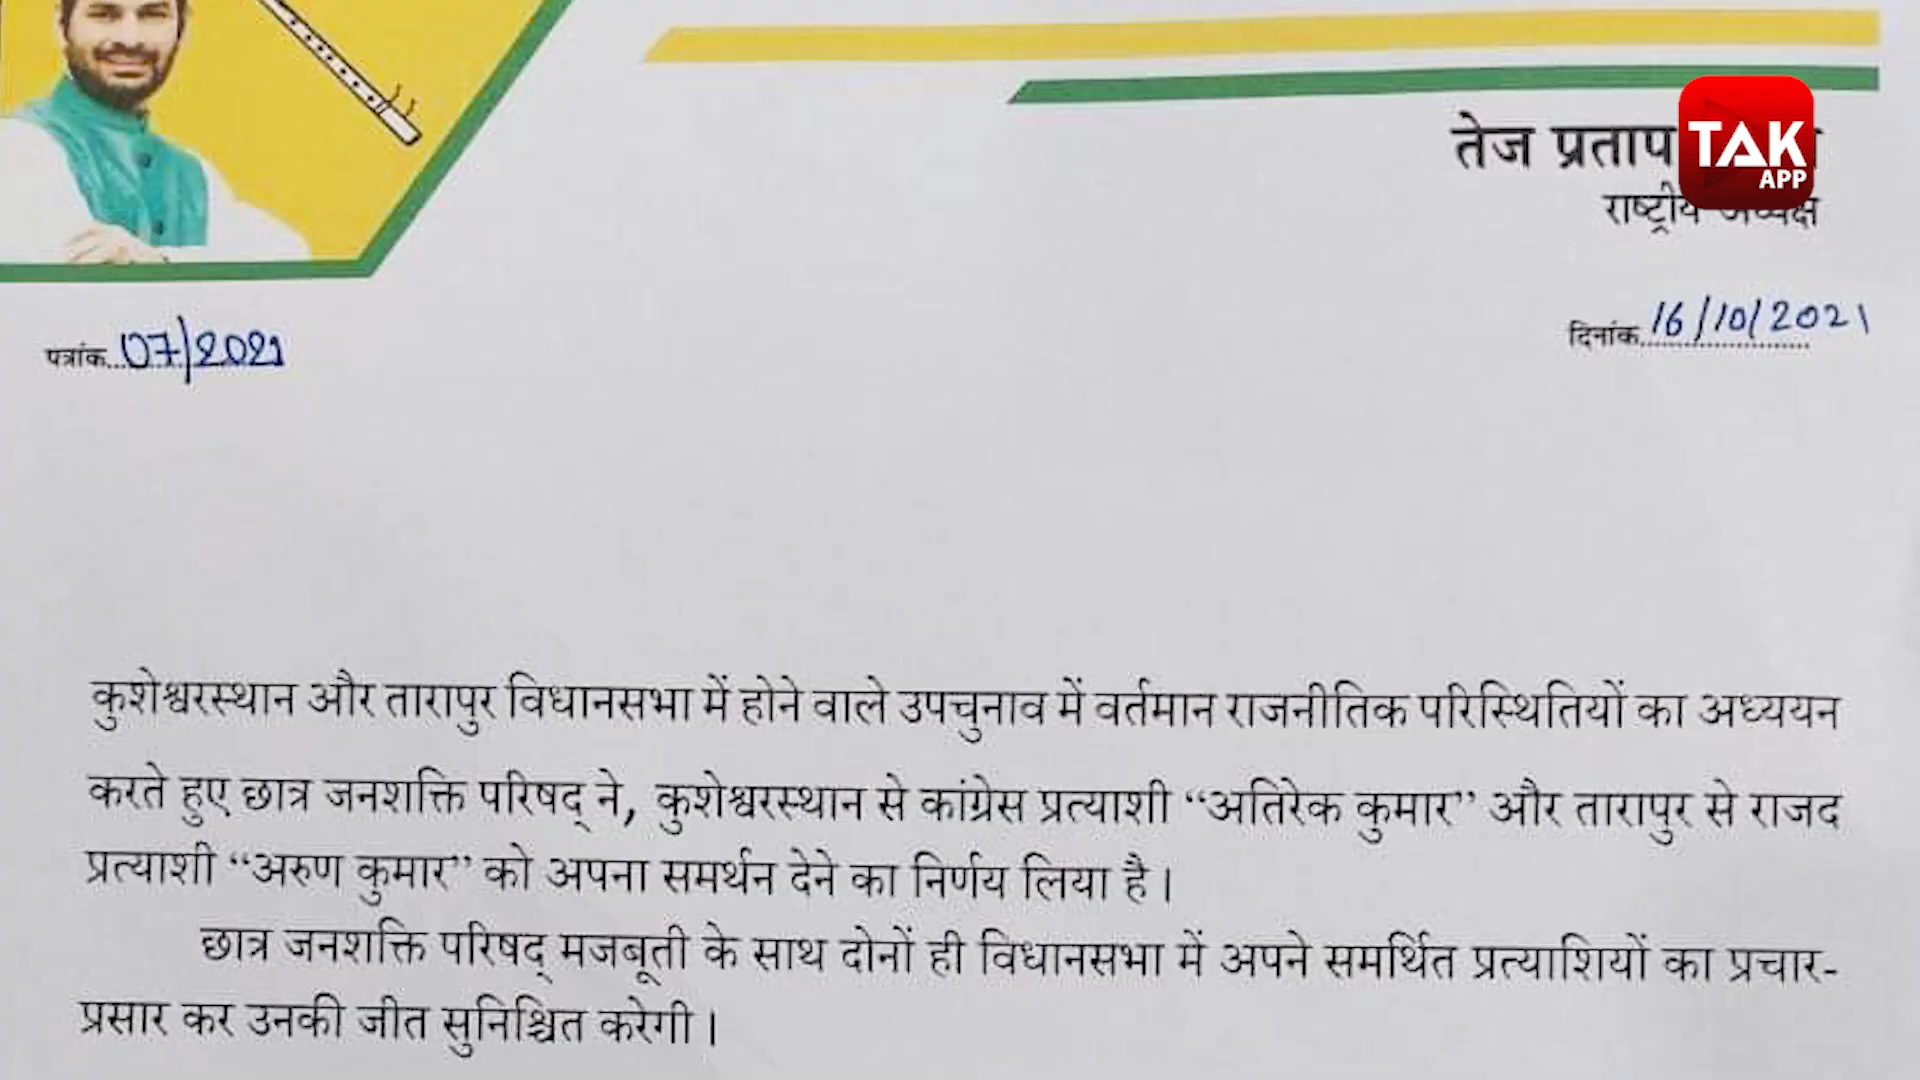 तेज प्रताप
TAK
APP
राष्ट्रीय अध्यक्ष
पत्रांक 07/2021
दिनांक 16/10/2021
कुशेश्वरस्थान और तारापुर विधानसभा में होने वाले उपचुनाव में वर्तमान राजनीतिक परिस्थितियों का अध्ययन
करते हुए छात्र जनशक्ति परिषद् ने, कुशेश्वरस्थान से कांग्रेस प्रत्याशी “अतिरेक कुमार” और तारापुर से राजद
प्रत्याशी “अरुण कुमार” को अपना समर्थन देने का निर्णय लिया है।
छात्र जनशक्ति परिषद् मजबूती के साथ दोनों ही विधानसभा में अपने समर्थित प्रत्याशियों का प्रचार-
प्रसार कर उनकी जीत सुनिश्चित करेगी।